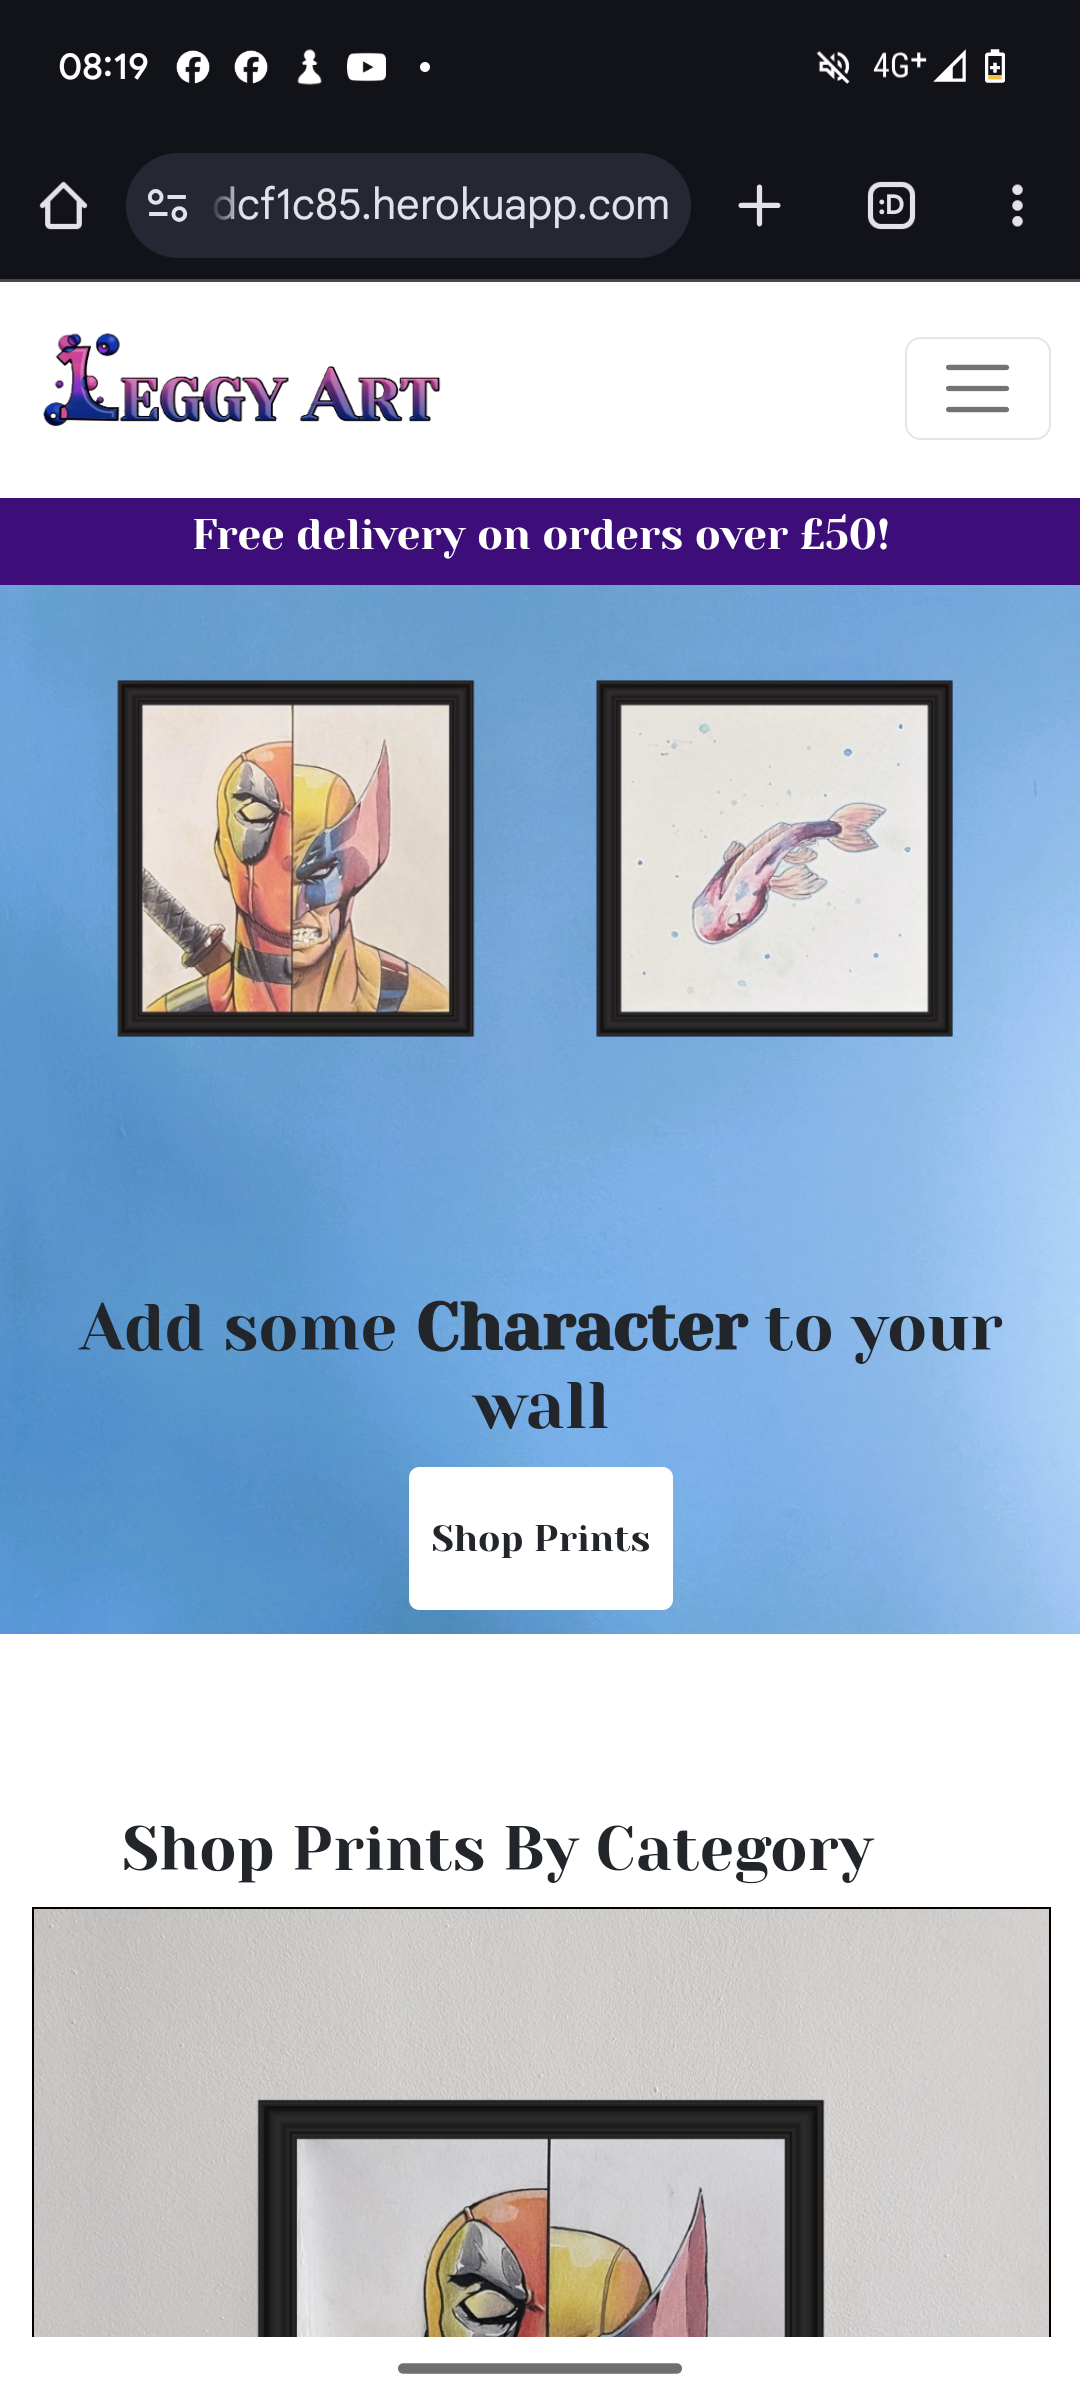 08:19
4G+
:D
dcf1c85.herokuapp.com
LEGGY ART
Free delivery on orders over £50!
Add some Character to your
wall
Shop Prints
Shop Prints By Category